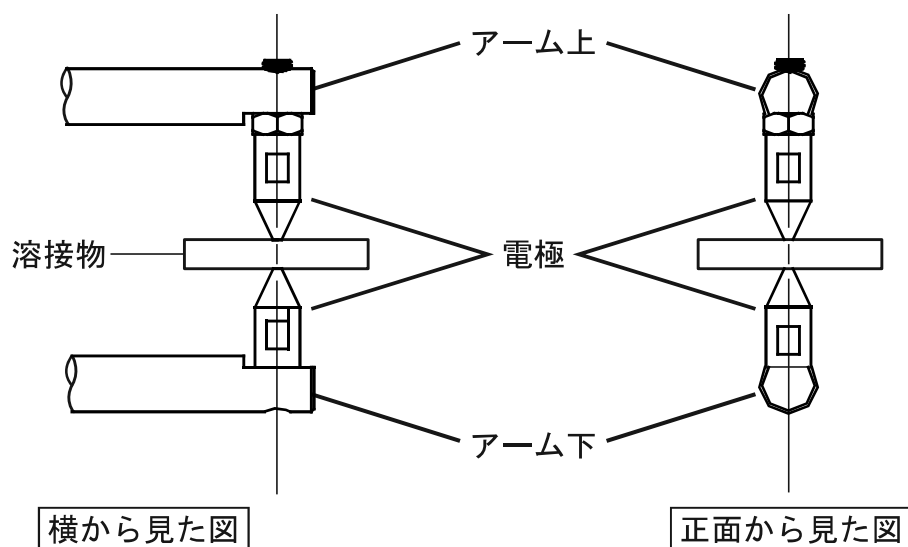 アーム上
溶接物
電極
アーム下
横から見た図
正面から見た図